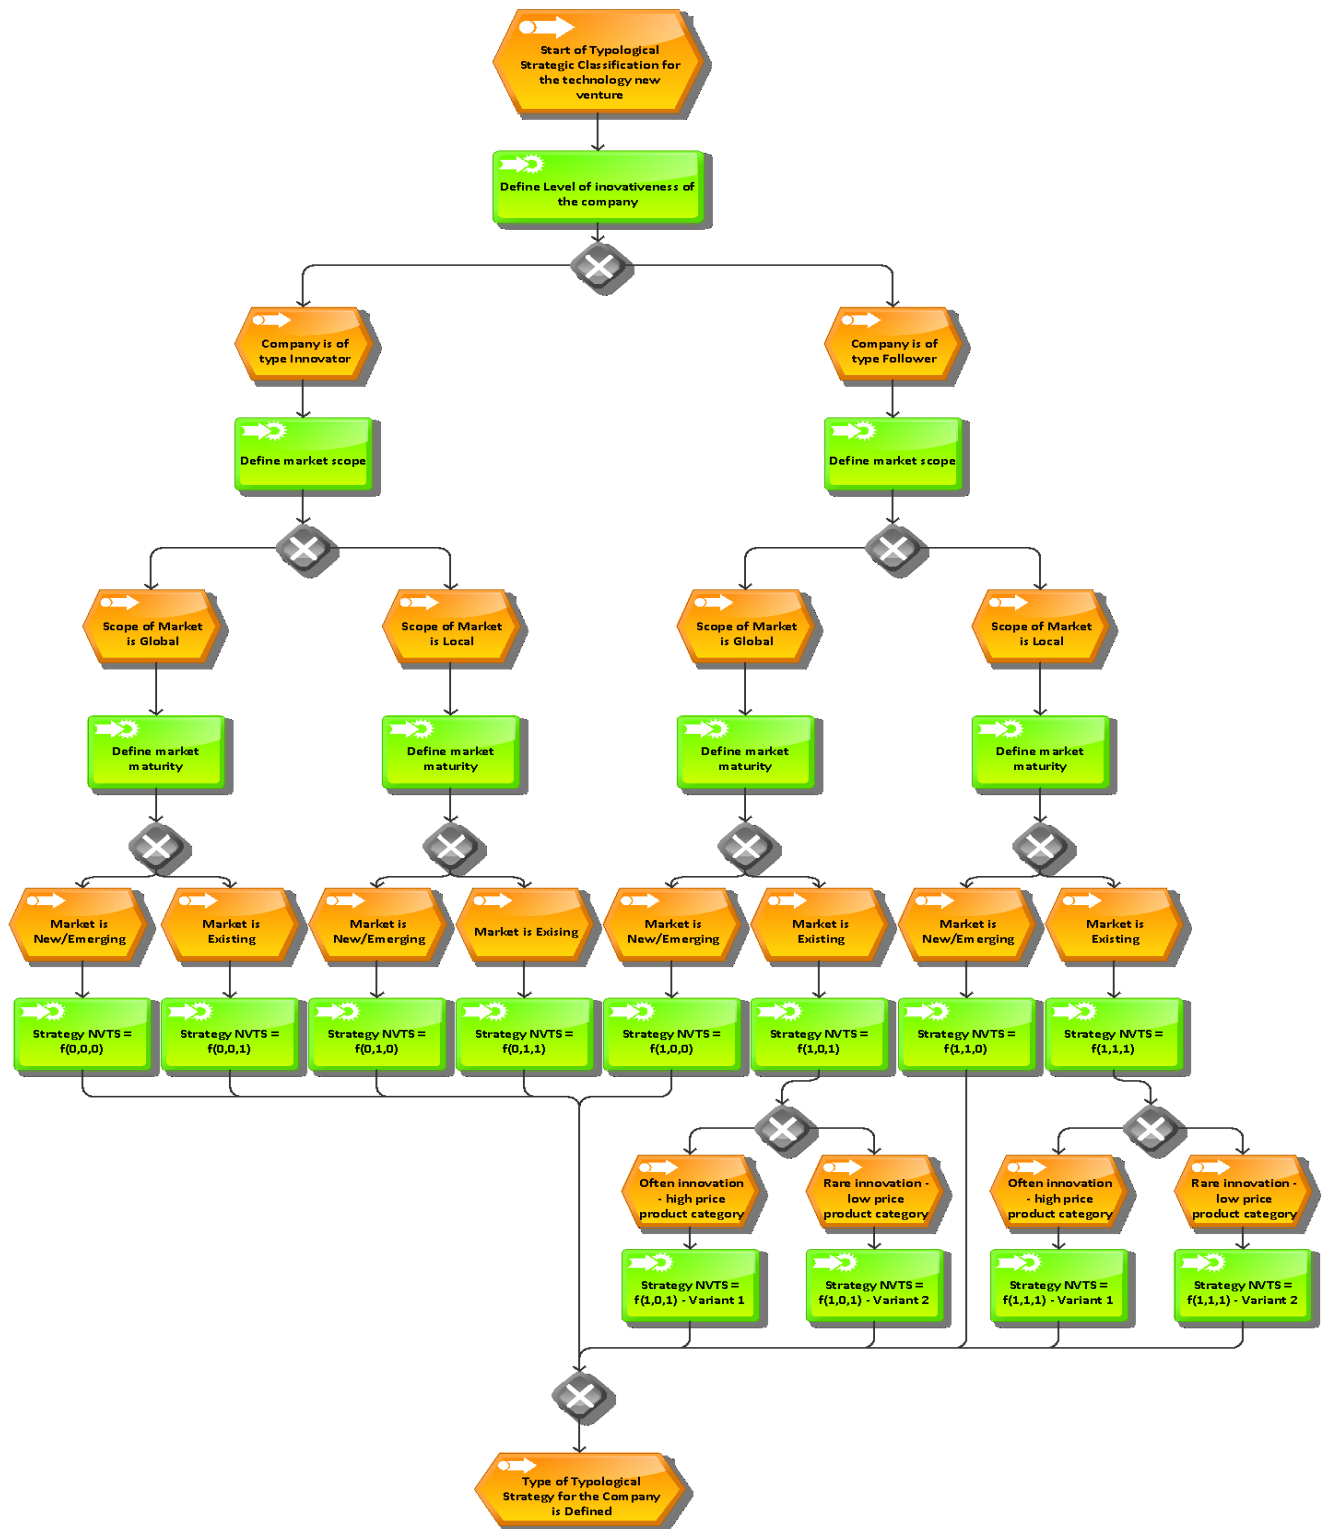 Start of Typological
Strategic Classification for
the technology new
venture
Define Level of inovativeness of
the company
Company is of
type Innovator
Company is of
type Follower
Define market scope
Define market scope
Scope of Market
is Global
Scope of Market
is Local
Scope of Market
is Global
Scope of Market
is Local
Define market
maturity
Define market
maturity
Define market
maturity
Define market
maturity
Market is
New/Emerging
Market is
Existing
Market is
New/Emerging
Market is Exising
Market is
New/Emerging
Market is
Existing
Market is
New/Emerging
Market is
Existing
Strategy NVTS =
f(0,0,0)
Strategy NVTS =
f(0,0,1)
Strategy NVTS =
f(0,1,0)
Strategy NVTS =
f(0,1,1)
Strategy NVTS =
f(1,0,0)
Strategy NVTS =
f(1,0,1)
Strategy NVTS =
f(1,1,0)
Strategy NVTS =
f(1,1,1)
Often innovation
- high price
product category
Rare innovation -
low price
product category
Often innovation
- high price
product category
Rare innovation -
low price
product category
Strategy NVTS =
f(1,0,1) - Variant 1
Strategy NVTS =
f(1,0,1) - Variant 2
Strategy NVTS =
f(1,1,1) - Variant 1
Strategy NVTS =
f(1,1,1) - Variant 2
Type of Typological
Strategy for the Company
is Defined